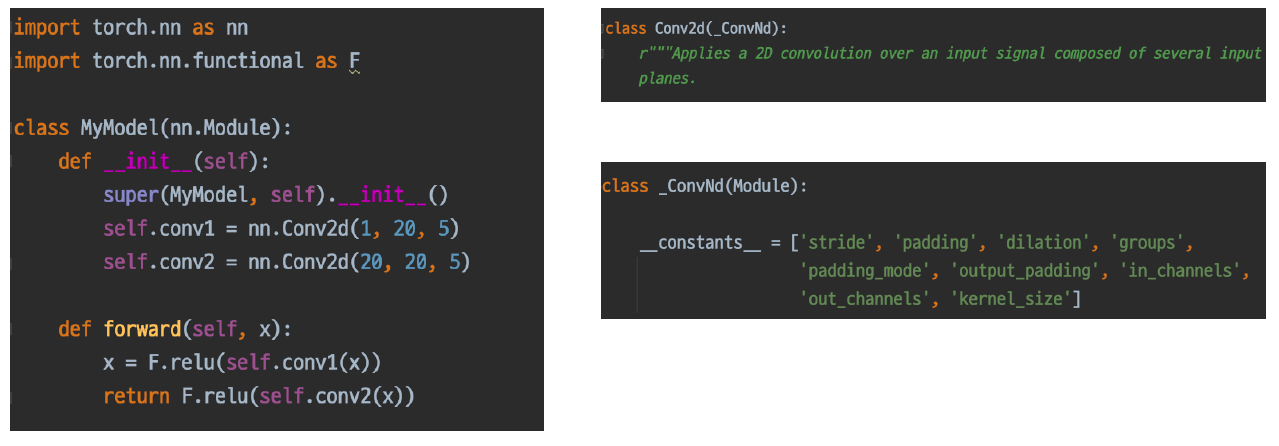 import torch.nn as nn
import torch.nn.functional as F
class MyModel(nn.Module):
    def __init__(self):
        super(MyModel, self).__init__()
        self.conv1 = nn.Conv2d(1, 20, 5)
        self.conv2 = nn.Conv2d(20, 20, 5)
    def forward(self, x):
        x = F.relu(self.conv1(x))
        return F.relu(self.conv2(x))
class Conv2d(_ConvNd):
    r"""Applies a 2D convolution over an input signal composed of several input
    planes.
class _ConvNd(Module):
    __constants__ = ['stride', 'padding', 'dilation', 'groups',
                     'padding_mode', 'output_padding', 'in_channels',
                     'out_channels', 'kernel_size']